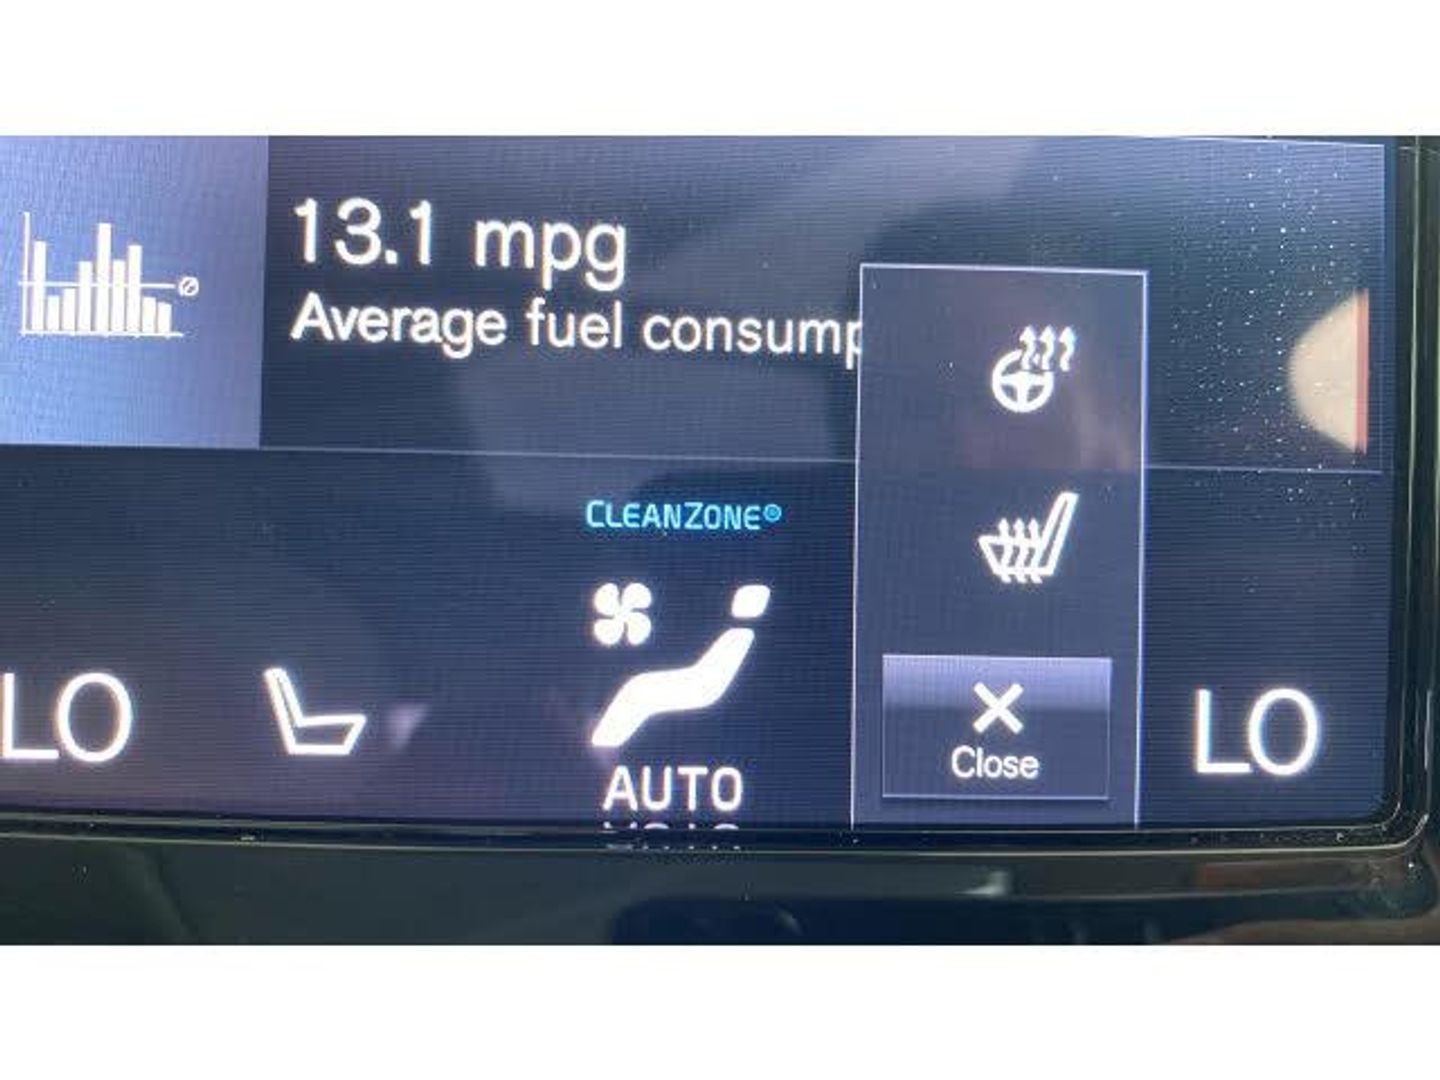 13.1 mpg
Average fuel consump
CLEANZONE
LO
AUTO
Close
LO